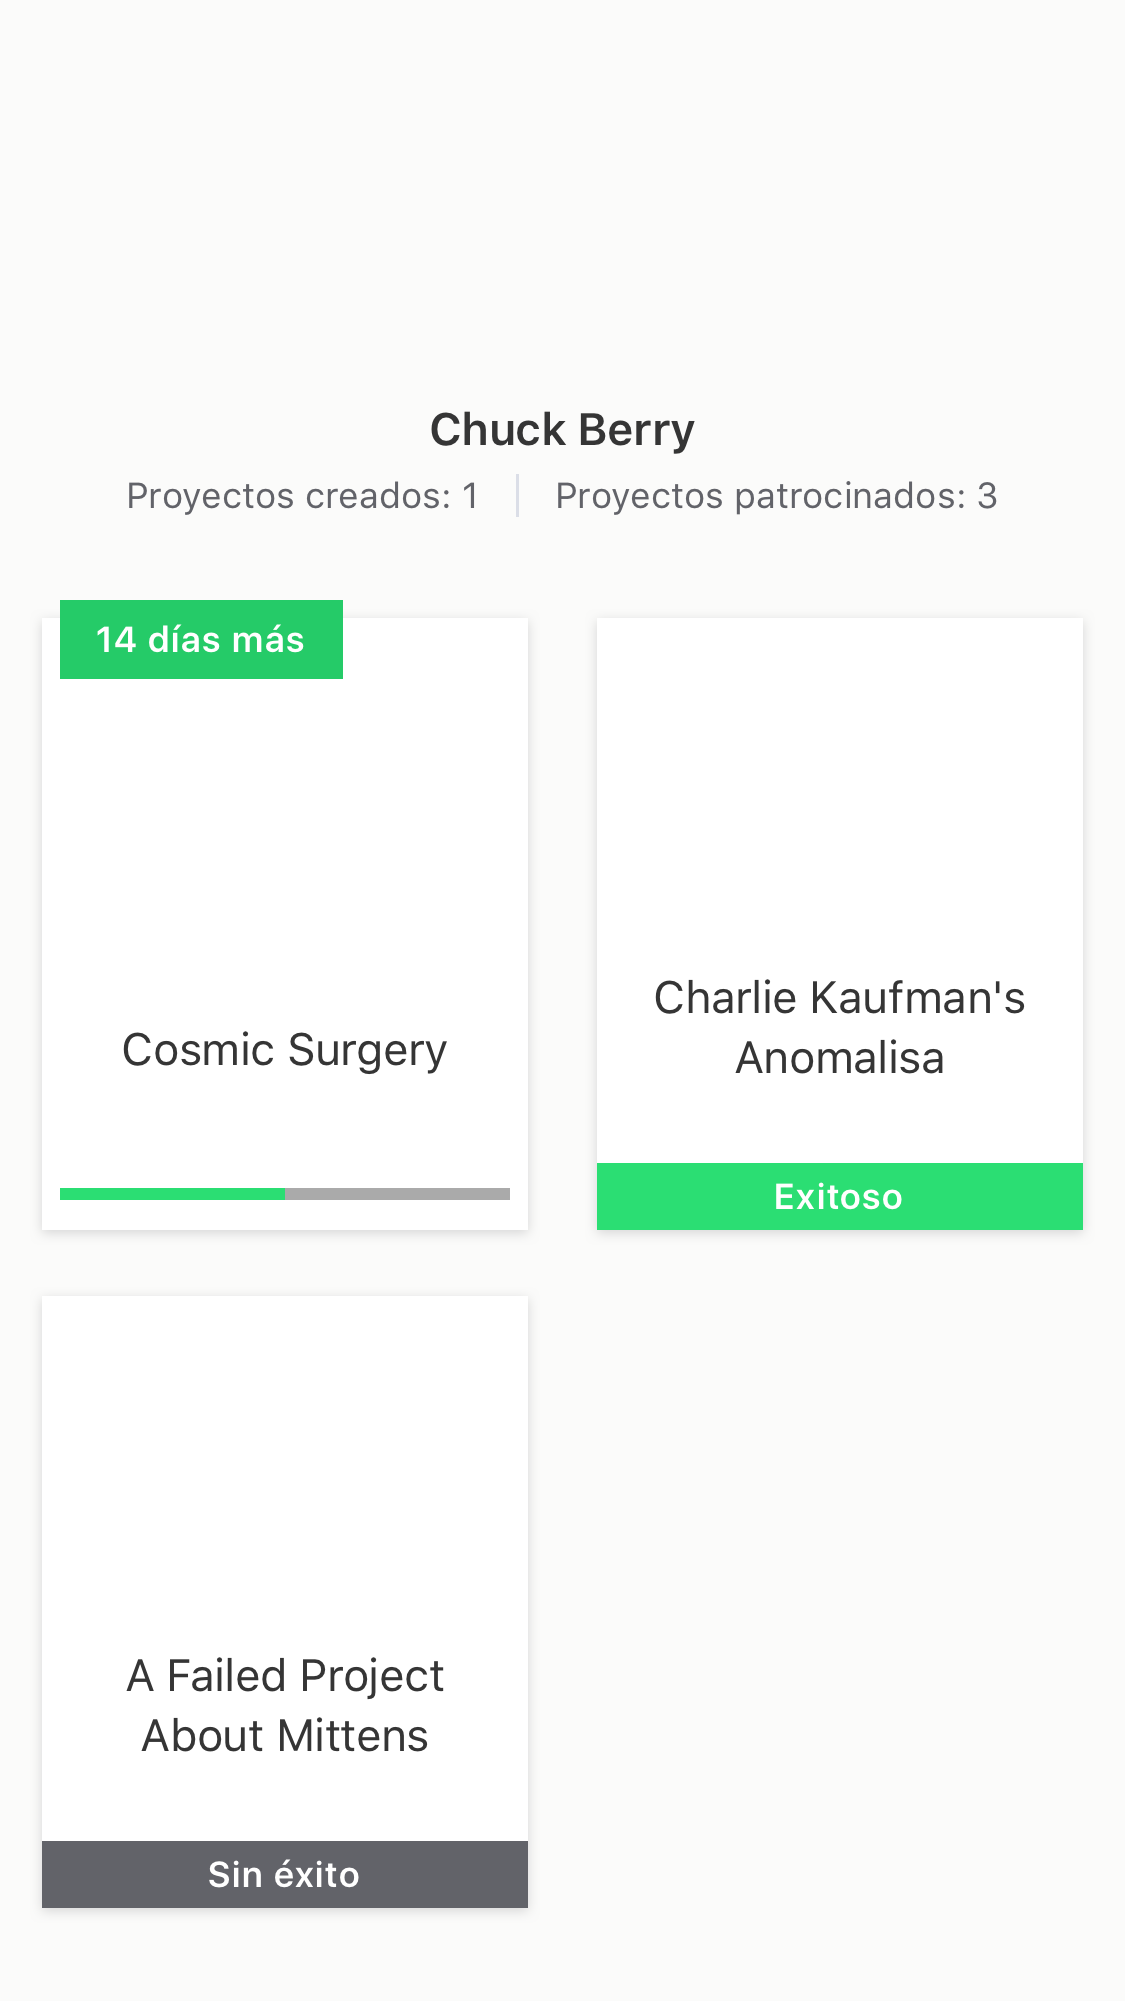 Chuck Berry
Proyectos creados: 1
Proyectos patrocinados: 3
14 días más
Cosmic Surgery
Charlie Kaufman's
Anomalisa
Exitoso
A Failed Project
About Mittens
Sin éxito